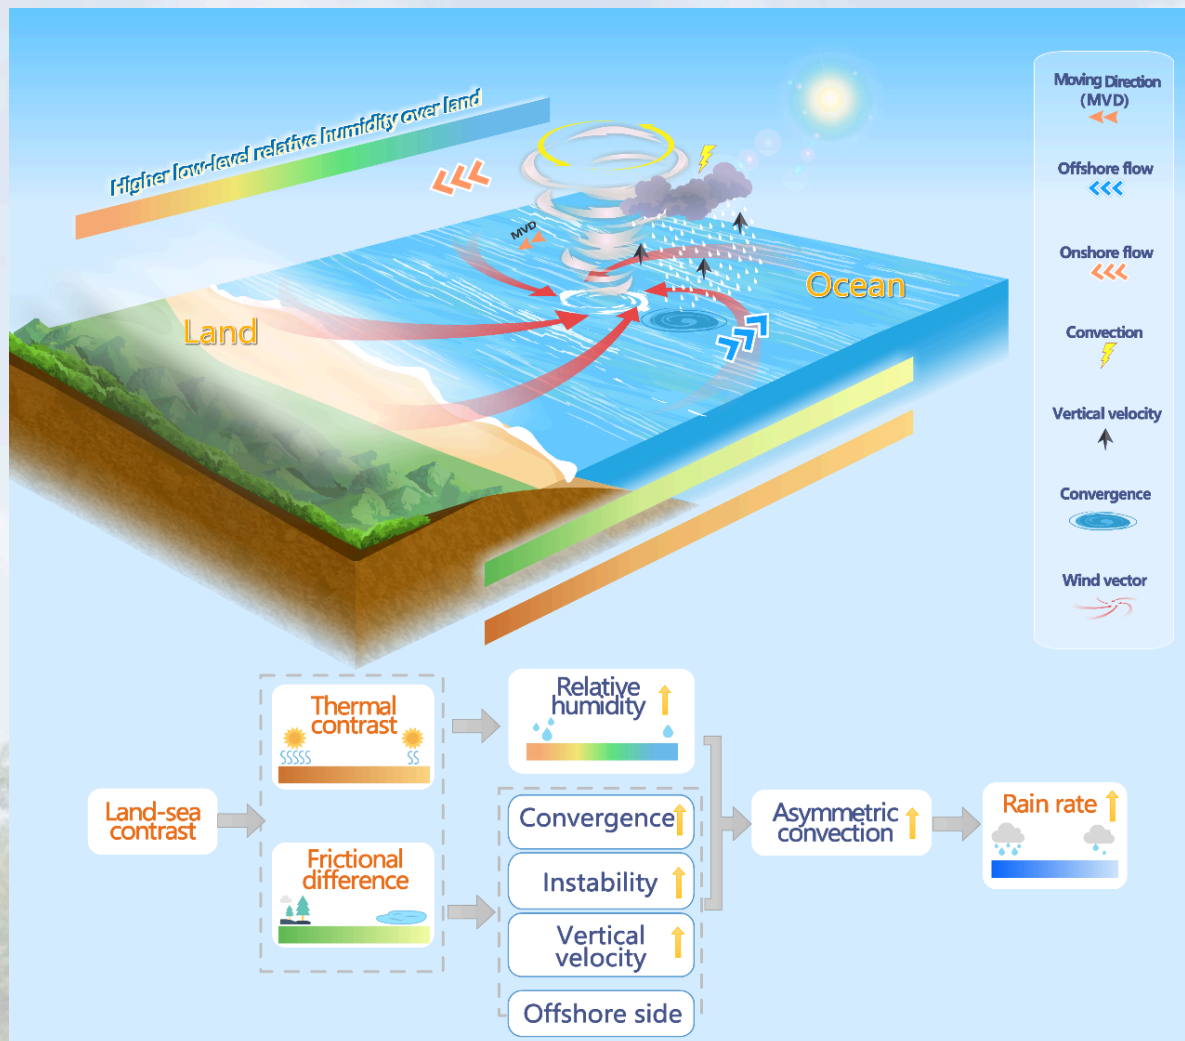 Higher low-level relative humidity over land
MVD
Land
Ocean
Moving Direction
(MVD)
Offshore flow
Onshore flow
Convection
Vertical velocity
Convergence
Wind vector
Land-sea
contrast
Thermal
contrast
SSSSS
SS
Frictional
difference
Relative
humidity
Convergence
Instability
Vertical
velocity
Offshore side
Asymmetric
convection
Rain rate